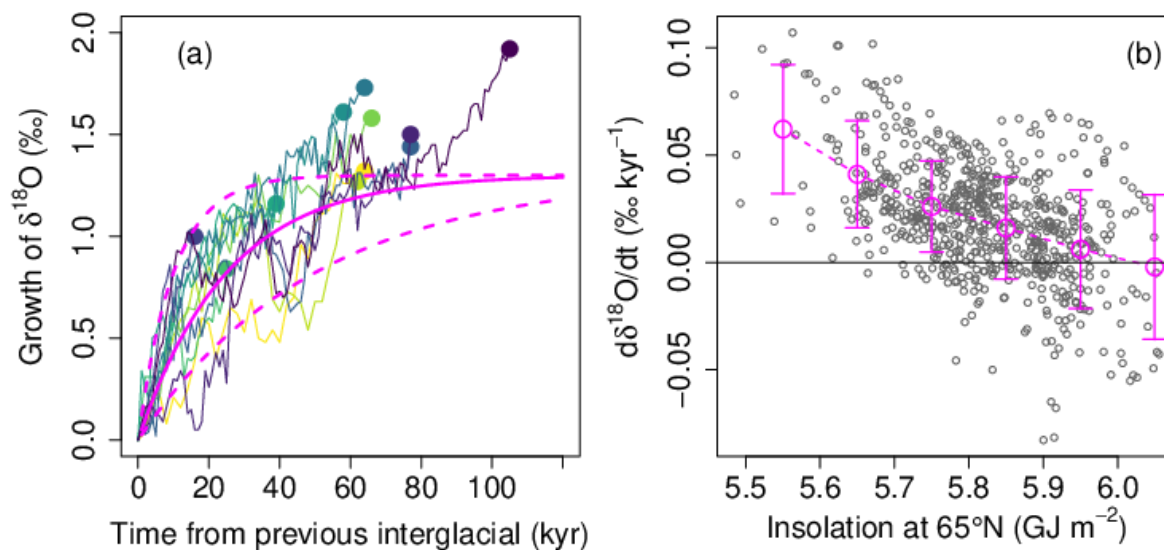 (a)
Growth of δ¹⁸O (‰)
0.0 0.5 1.0 1.5 2.0
0 20 40 60 80 100
Time from previous interglacial (kyr)
(b)
dδ¹⁸O/dt (‰ kyr⁻¹)
−0.05 0.00 0.05 0.10
5.5 5.6 5.7 5.8 5.9 6.0
Insolation at 65°N (GJ m⁻²)